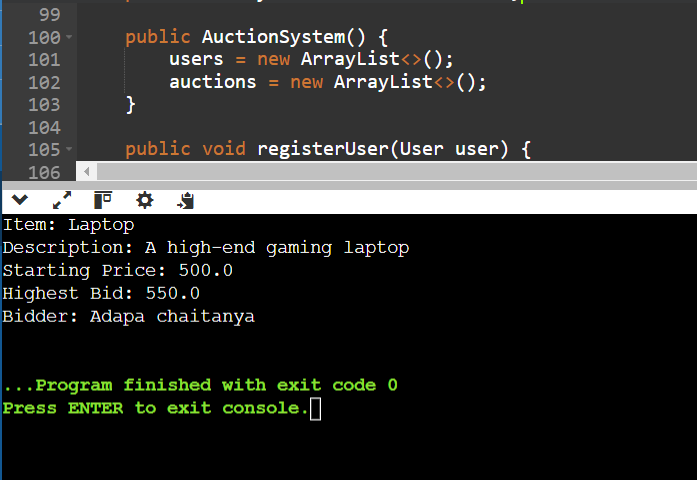 99
100 public AuctionSystem() {
101 users = new ArrayList<>();
102 auctions = new ArrayList<>();
103 }
104
105 public void registerUser(User user) {
106
Item: Laptop
Description: A high-end gaming laptop
Starting Price: 500.0
Highest Bid: 550.0
Bidder: Adapa chaitanya
...Program finished with exit code 0
Press ENTER to exit console.